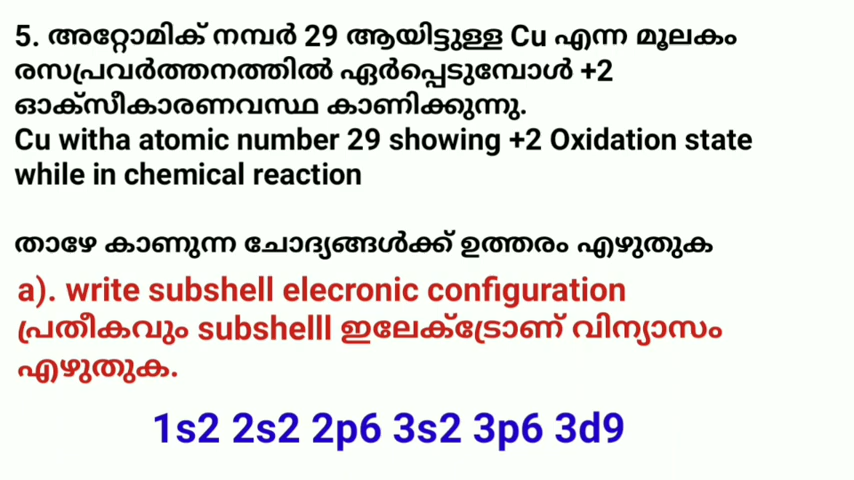 5. അറ്റോമിക് നമ്പർ 29 ആയിട്ടുള്ള Cu എന്ന മൂലകം
രസപ്രവർത്തനത്തിൽ ഏർപ്പെടുമ്പോൾ +2
ഓക്സീകാരണവസ്ഥ കാണിക്കുന്നു.
Cu witha atomic number 29 showing +2 Oxidation state
while in chemical reaction
താഴേ കാണുന്ന ചോദ്യങ്ങൾക്ക് ഉത്തരം എഴുതുക
a). write subshell elecronic configuration
പ്രതീകവും subshelll ഇലേക്ട്രോണ് വിന്യാസം
എഴുതുക.
1s2 2s2 2p6 3s2 3p6 3d9